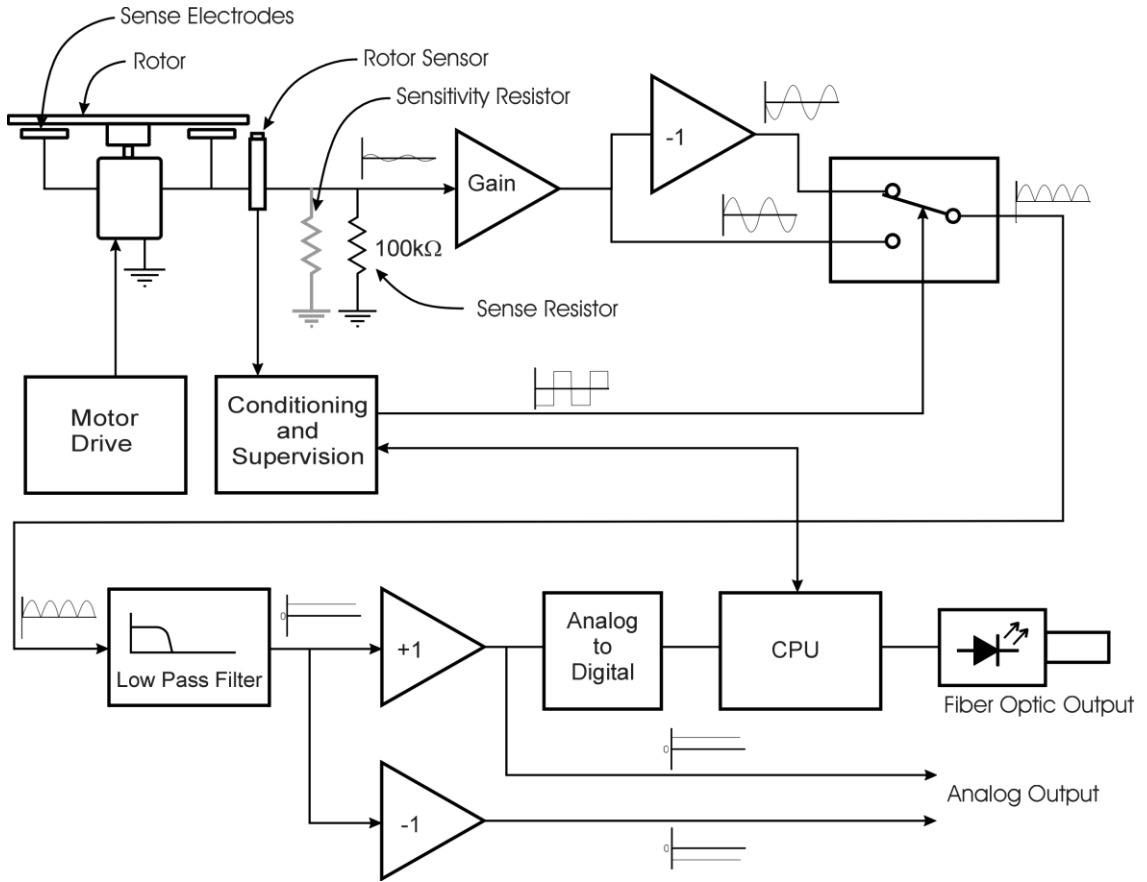 Sense Electrodes
Rotor
Rotor Sensor
Sensitivity Resistor
-1
Gain
100kΩ
Sense Resistor
Motor
Drive
Conditioning
and
Supervision
Low Pass Filter
0
+1
Analog
to
Digital
CPU
Fiber Optic Output
0
Analog Output
-1
0